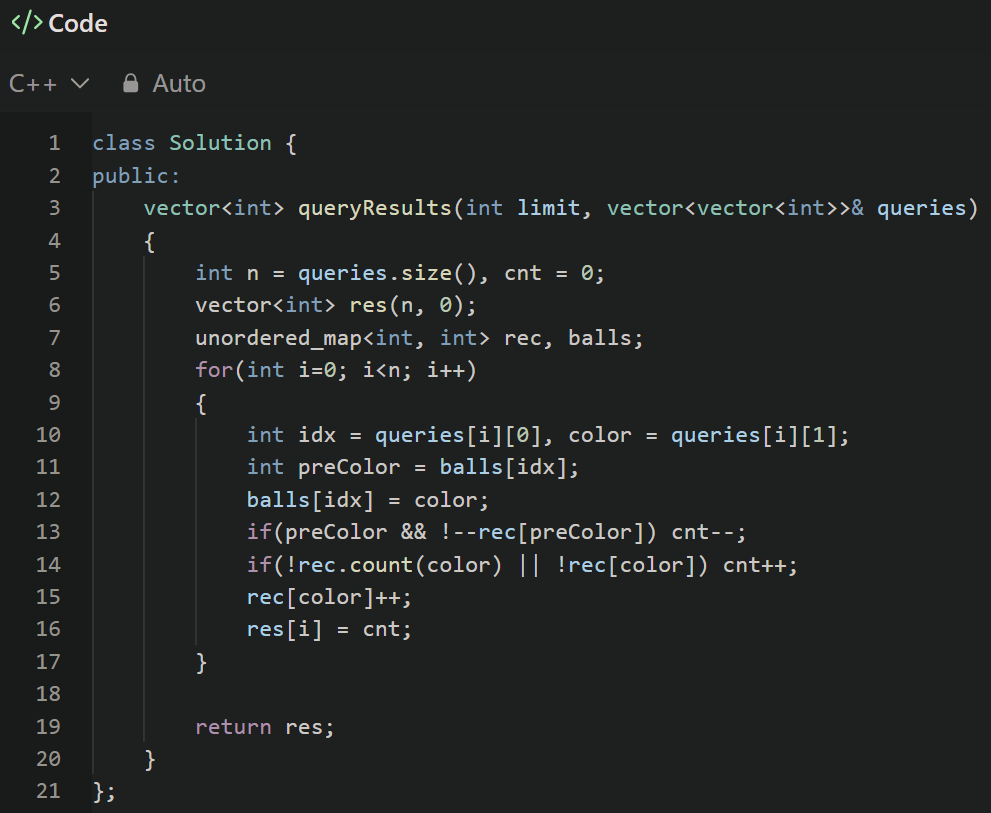 </> Code
C++ Auto
1 class Solution {
2 public:
3     vector<int> queryResults(int limit, vector<vector<int>>& queries)
4     {
5         int n = queries.size(), cnt = 0;
6         vector<int> res(n, 0);
7         unordered_map<int, int> rec, balls;
8         for(int i=0; i<n; i++)
9         {
10             int idx = queries[i][0], color = queries[i][1];
11             int preColor = balls[idx];
12             balls[idx] = color;
13             if(preColor && !--rec[preColor]) cnt--;
14             if(!rec.count(color) || !rec[color]) cnt++;
15             rec[color]++;
16             res[i] = cnt;
17         }
18
19         return res;
20     }
21 };